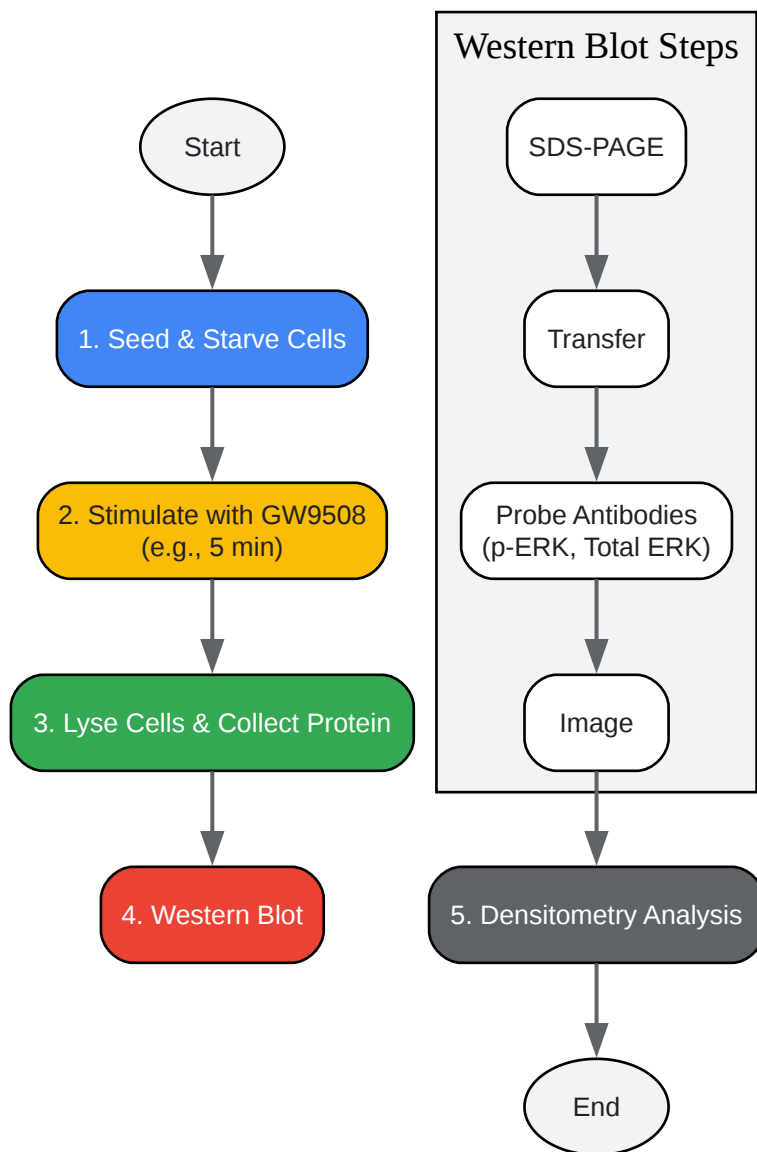 Start
1. Seed & Starve Cells
2. Stimulate with GW9508
(e.g., 5 min)
3. Lyse Cells & Collect Protein
4. Western Blot
Western Blot Steps
SDS-PAGE
Transfer
Probe Antibodies
(p-ERK, Total ERK)
Image
5. Densitometry Analysis
End